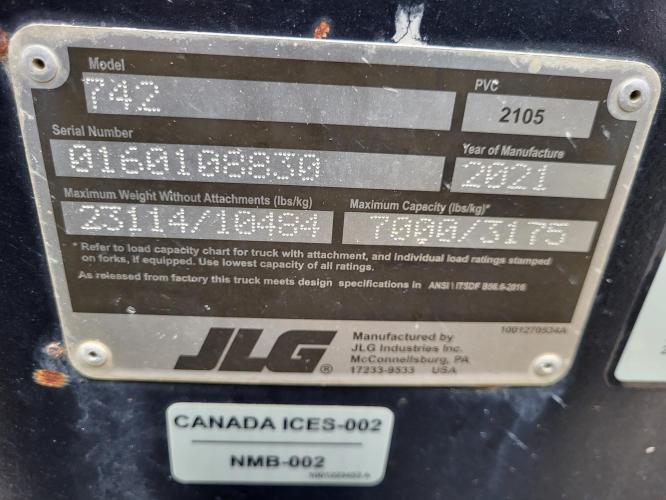 Model
742
PVC
2105
Serial Number
0160108830
Year of Manufacture
2021
Maximum Weight Without Attachments (lbs/kg)
23114/10484
Maximum Capacity (lbs/kg)*
7000/3175
* Refer to load capacity chart for truck with attachment, and individual load ratings stamped
on forks, if equipped. Use lowest capacity of all ratings.
As released from factory this truck meets design specifications in ANSI \ ITSDF B56.6-2016
1001270534A
JLG®
Manufactured by
JLG Industries Inc.
McConnellsburg, PA
17233-9533 USA
CANADA ICES-002
NMB-002